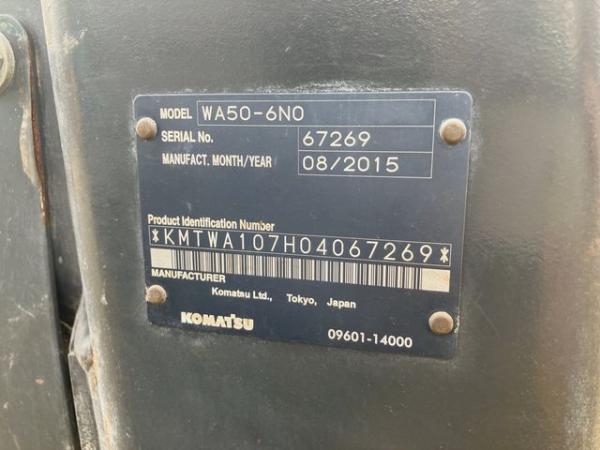 MODEL WA50-6N0
SERIAL No. 67269
MANUFACT. MONTH/YEAR 08/2015
Product Identification Number
*KMTWA107H04067269*
MANUFACTURER
Komatsu Ltd., Tokyo, Japan
KOMATSU 09601-14000